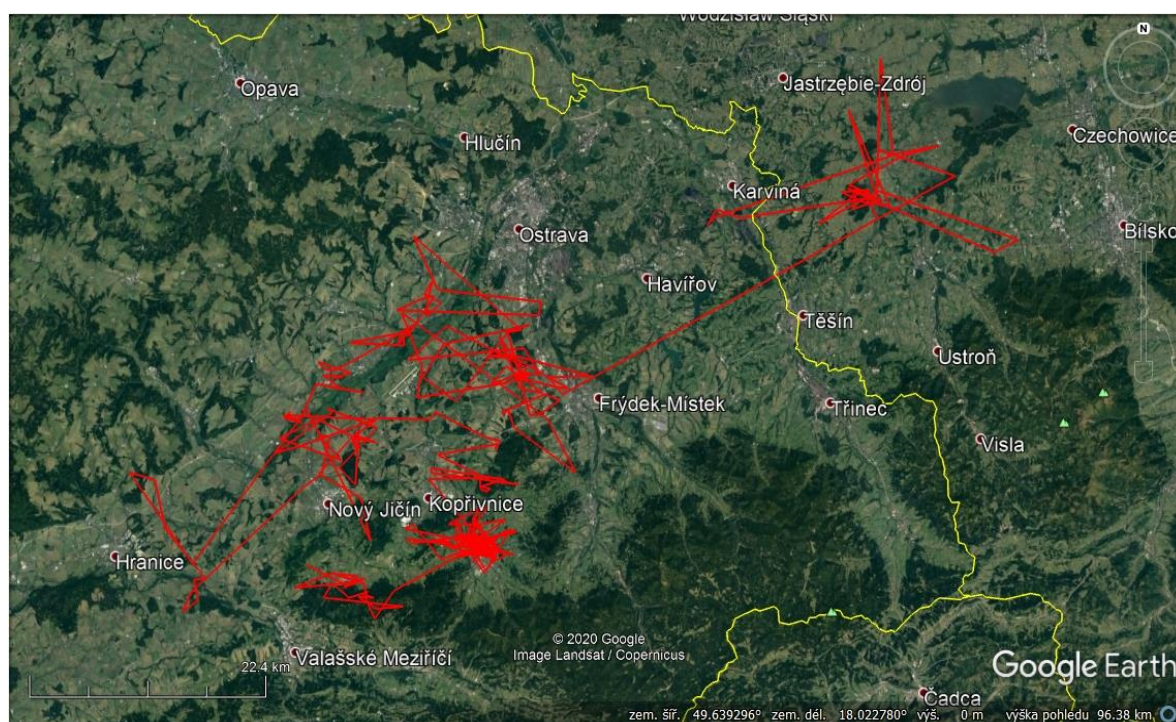 Wodzisław Śląski
Opava
Jastrzębie-Zdrój
N
Hlučín
Czechowice
Karviná
Ostrava
Bílsko
Havířov
Těšín
Ustroń
Frýdek-Místek
Třinec
Visla
Nový Jičín
Kopřivnice
Hranice
Valašské Meziříčí
22.4 km
© 2020 Google
Image Landsat / Copernicus
Google Earth
Čadca
zem. šíř. 49.639296° zem. dél. 18.022780° výš. 0 m výška pohledu 96.38 km